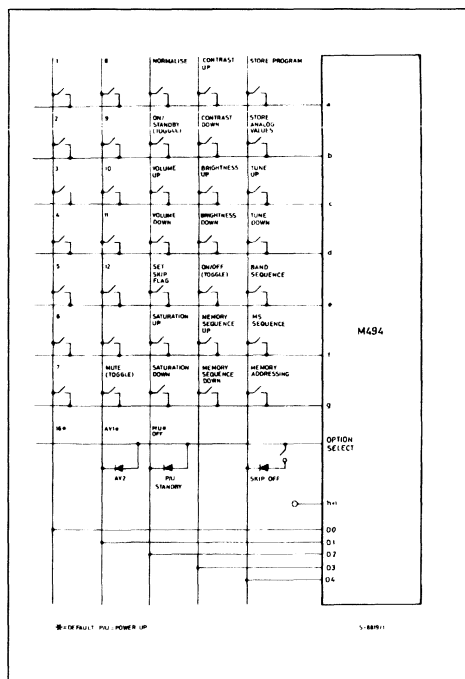 1 8 NORMALISE CONTRAST UP STORE PROGRAM
a
2 9 ON/ STANDBY (TOGGLE) CONTRAST DOWN STORE ANALOG VALUES
b
3 10 VOLUME UP BRIGHTNESS UP TUNE UP
c
4 11 VOLUME DOWN BRIGHTNESS DOWN TUNE DOWN
d
5 12 SET SKIP FLAG ON/OFF (TOGGLE) BAND SEQUENCE
e
6 SATURATION UP MEMORY SEQUENCE UP MS SEQUENCE
M494
f
7 MUTE (TOGGLE) SATURATION DOWN MEMORY SEQUENCE DOWN MEMORY ADDRESSING
g
16* AV1* P/U* OFF
OPTION SELECT
AV2 P/U STANDBY SKIP OFF
D0
D1
D2
D3
D4
*=DEFAULT P/U : POWER UP